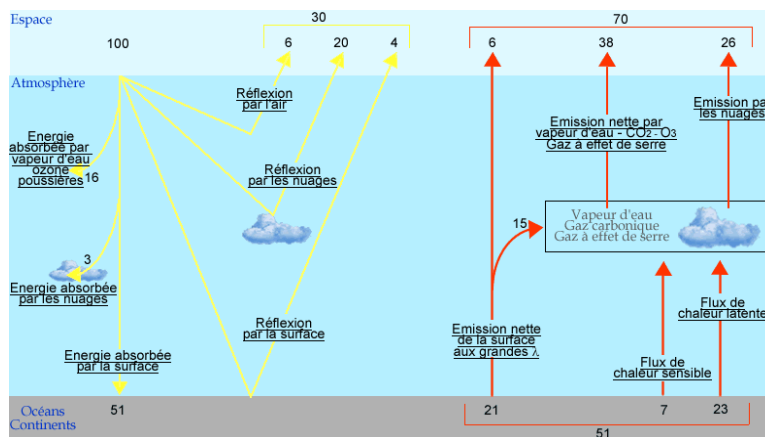 Espace
30
70
100
6
20
4
6
38
26
Atmosphère
Réflexion
par l'air
Emission par
les nuages
Emission nette par
vapeur d'eau - CO2 - O3
Gaz à effet de serre
Energie
absorbée par
vapeur d'eau
ozone
poussières
16
Réflexion
par les nuages
15
Vapeur d'eau
Gaz carbonique
Gaz à effet de serre
3
Energie absorbée
par les nuages
Réflexion
par la surface
Emission nette
de la surface
aux grandes λ
Flux de
chaleur latente
Energie absorbée
par la surface
Flux de
chaleur sensible
Océans
Continents
51
21
7
23
51